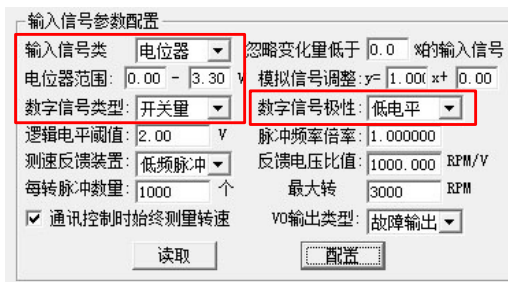 输入信号参数配置
输入信号类 电位器 忽略变化量低于 0.0 %的输入信号
电位器范围: 0.00 - 3.30 V 模拟信号调整: y= 1.000 x+ 0.00
数字信号类型: 开关量 数字信号极性: 低电平
逻辑电平阈值: 2.00 V 脉冲频率倍率: 1.000000
测速反馈装置: 低频脉冲 反馈电压比值: 1000.000 RPM/V
每转脉冲数量: 1000 个 最大转 3000 RPM
通讯控制时始终测量转速 VO输出类型: 故障输出
读取 配置